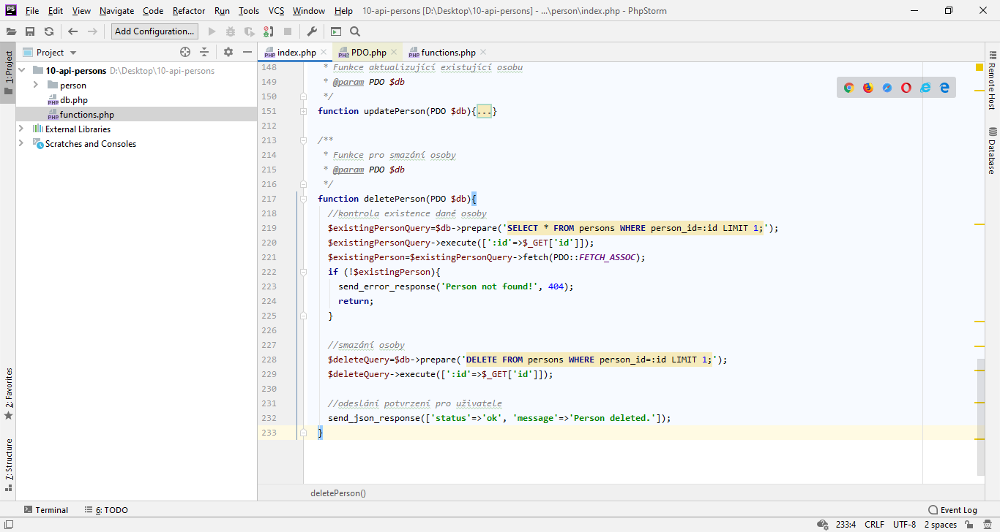 PS File Edit View Navigate Code Refactor Run Tools VCS Window Help 10-api-persons [D:\Desktop\10-api-persons] - ...\person\index.php - PhpStorm
Add Configuration...
1: Project
Project
index.php PDO.php functions.php
10-api-persons D:\Desktop\10-api-persons
person
db.php
functions.php
External Libraries
Scratches and Consoles
148 * Funkce aktualizující existující osobu
149 * @param PDO $db
150 */
151 function updatePerson(PDO $db){...}
212
213 /**
214 * Funkce pro smazání osoby
215 * @param PDO $db
216 */
217 function deletePerson(PDO $db){
218 //kontrola existence dané osoby
219 $existingPersonQuery=$db->prepare('SELECT * FROM persons WHERE person_id=:id LIMIT 1;');
220 $existingPersonQuery->execute([':id'=>$_GET['id']]);
221 $existingPerson=$existingPersonQuery->fetch(PDO::FETCH_ASSOC);
222 if (!$existingPerson){
223 send_error_response('Person not found!', 404);
224 return;
225 }
226
227 //smazání osoby
228 $deleteQuery=$db->prepare('DELETE FROM persons WHERE person_id=:id LIMIT 1;');
229 $deleteQuery->execute([':id'=>$_GET['id']]);
230
231 //odeslání potvrzení pro uživatele
232 send_json_response(['status'=>'ok', 'message'=>'Person deleted.']);
233 }
deletePerson()
Remote Host
Database
2: Favorites
7: Structure
Terminal 6: TODO Event Log
233:4 CRLF UTF-8 2 spaces